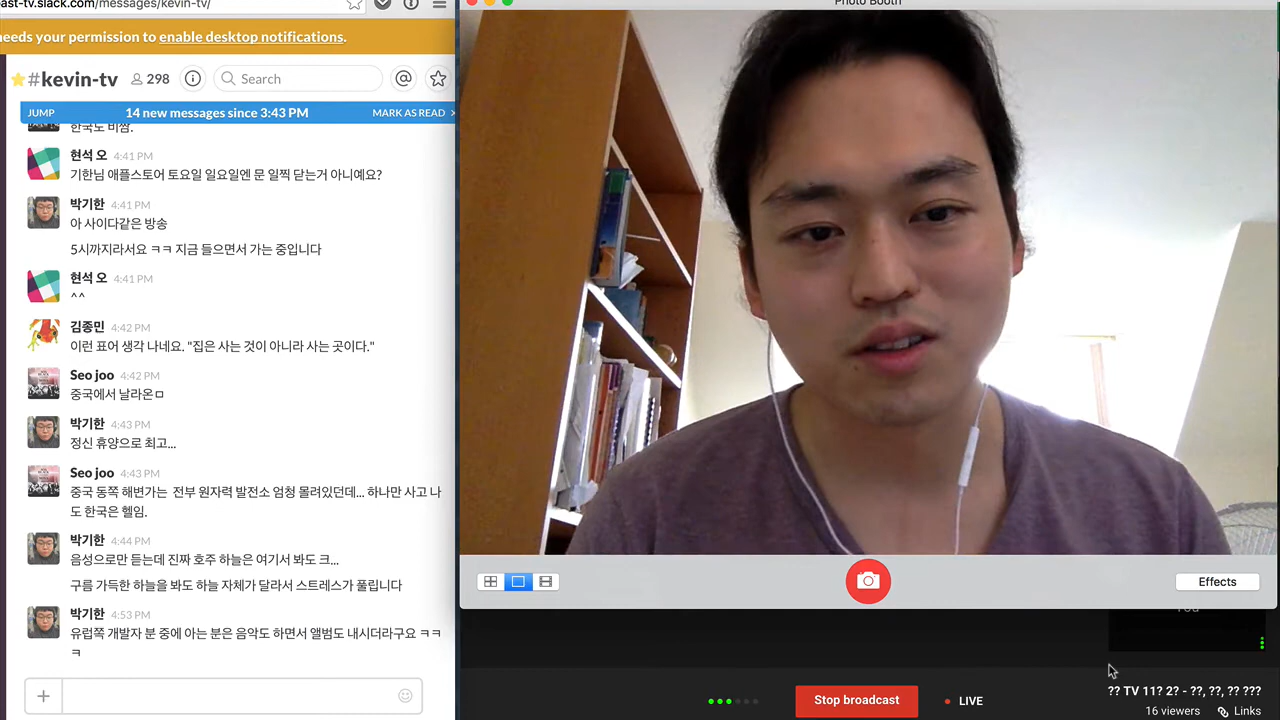 ast-tv.slack.com/messages/kevin-tv/
needs your permission to enable desktop notifications.
#kevin-tv 298 Search
JUMP 14 new messages since 3:43 PM MARK AS READ
한국도 비쌈.
현석 오 4:41 PM
기한님 애플스토어 토요일 일요일엔 문 일찍 닫는거 아니예요?
박기한 4:41 PM
아 사이다같은 방송
5시까지라서요 ㅋㅋ 지금 들으면서 가는 중입니다
현석 오 4:41 PM
^^
김종민 4:42 PM
이런 표어 생각 나네요. "집은 사는 것이 아니라 사는 곳이다."
Seo joo 4:42 PM
중국에서 날라온ㅁ
박기한 4:43 PM
정신 휴양으로 최고...
Seo joo 4:43 PM
중국 동쪽 해변가는 전부 원자력 발전소 엄청 몰려있던데... 하나만 사고 나
도 한국은 헬임.
박기한 4:44 PM
음성으로만 듣는데 진짜 호주 하늘은 여기서 봐도 크...
구름 가득한 하늘을 봐도 하늘 자체가 달라서 스트레스가 풀립니다
박기한 4:53 PM
유럽쪽 개발자 분 중에 아는 분은 음악도 하면서 앨범도 내시더라구요 ㅋㅋ
ㅋ
Photo Booth
Effects
You
Stop broadcast
LIVE
?? TV 11? 2? - ??, ??, ?? ???
16 viewers Links